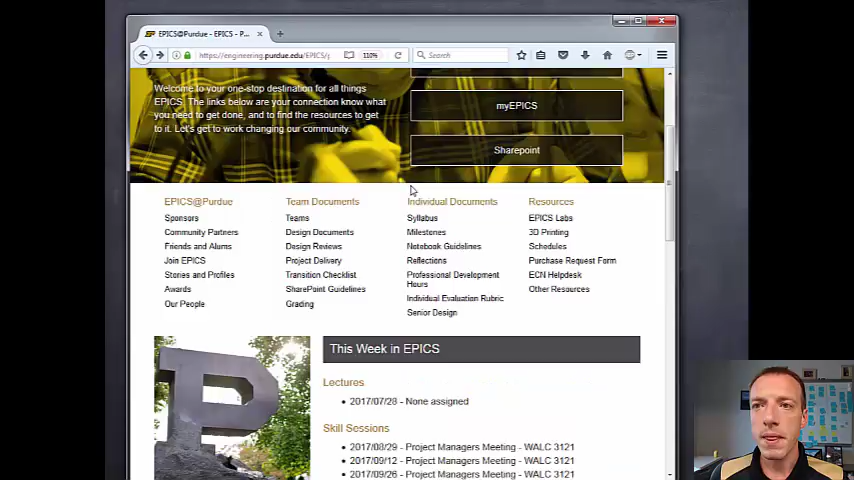 EPICS@Purdue - EPICS - P...
https://engineering.purdue.edu/EPICS/
110%
Search
Welcome to your one-stop destination for all things
EPICS. The links below are your connection know what
you need to get done, and to find the resources to get
to it. Let's get to work changing our community.
myEPICS
Sharepoint
EPICS@Purdue
Sponsors
Community Partners
Friends and Alums
Join EPICS
Stories and Profiles
Awards
Our People
Team Documents
Teams
Design Documents
Design Reviews
Project Delivery
Transition Checklist
SharePoint Guidelines
Grading
Individual Documents
Syllabus
Milestones
Notebook Guidelines
Reflections
Professional Development
Hours
Individual Evaluation Rubric
Senior Design
Resources
EPICS Labs
3D Printing
Schedules
Purchase Request Form
ECN Helpdesk
Other Resources
P
This Week in EPICS
Lectures
2017/07/28 - None assigned
Skill Sessions
2017/08/29 - Project Managers Meeting - WALC 3121
2017/09/12 - Project Managers Meeting - WALC 3121
2017/09/26 - Project Managers Meeting - WALC 3121